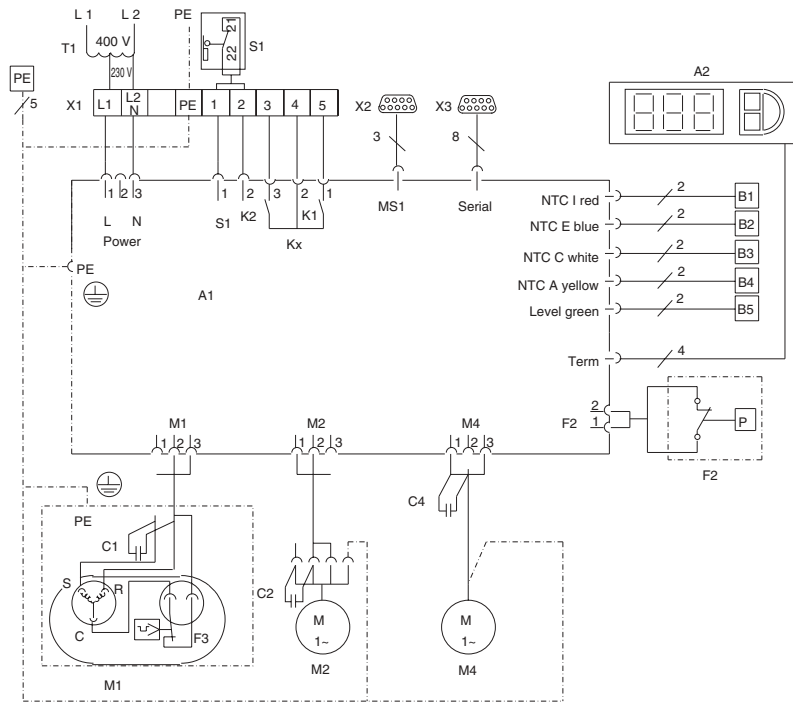 L 1
L 2
PE
T1
400 V
230 V
21
22
S1
A2
PE
5
X1
L1
L2
N
PE
1
2
3
4
5
X2
X3
3
8
1
2
3
1
2
3
2
1
L
N
Power
S1
K2
K1
Kx
MS1
Serial
NTC I red
2
B1
NTC E blue
2
B2
NTC C white
2
B3
NTC A yellow
2
B4
Level green
2
B5
PE
A1
Term
4
F2
2
1
P
F2
M1
1
2
3
M2
1
2
3
M4
1
2
3
PE
C1
C4
S
R
C
F3
C2
M
1~
M
1~
M1
M2
M4